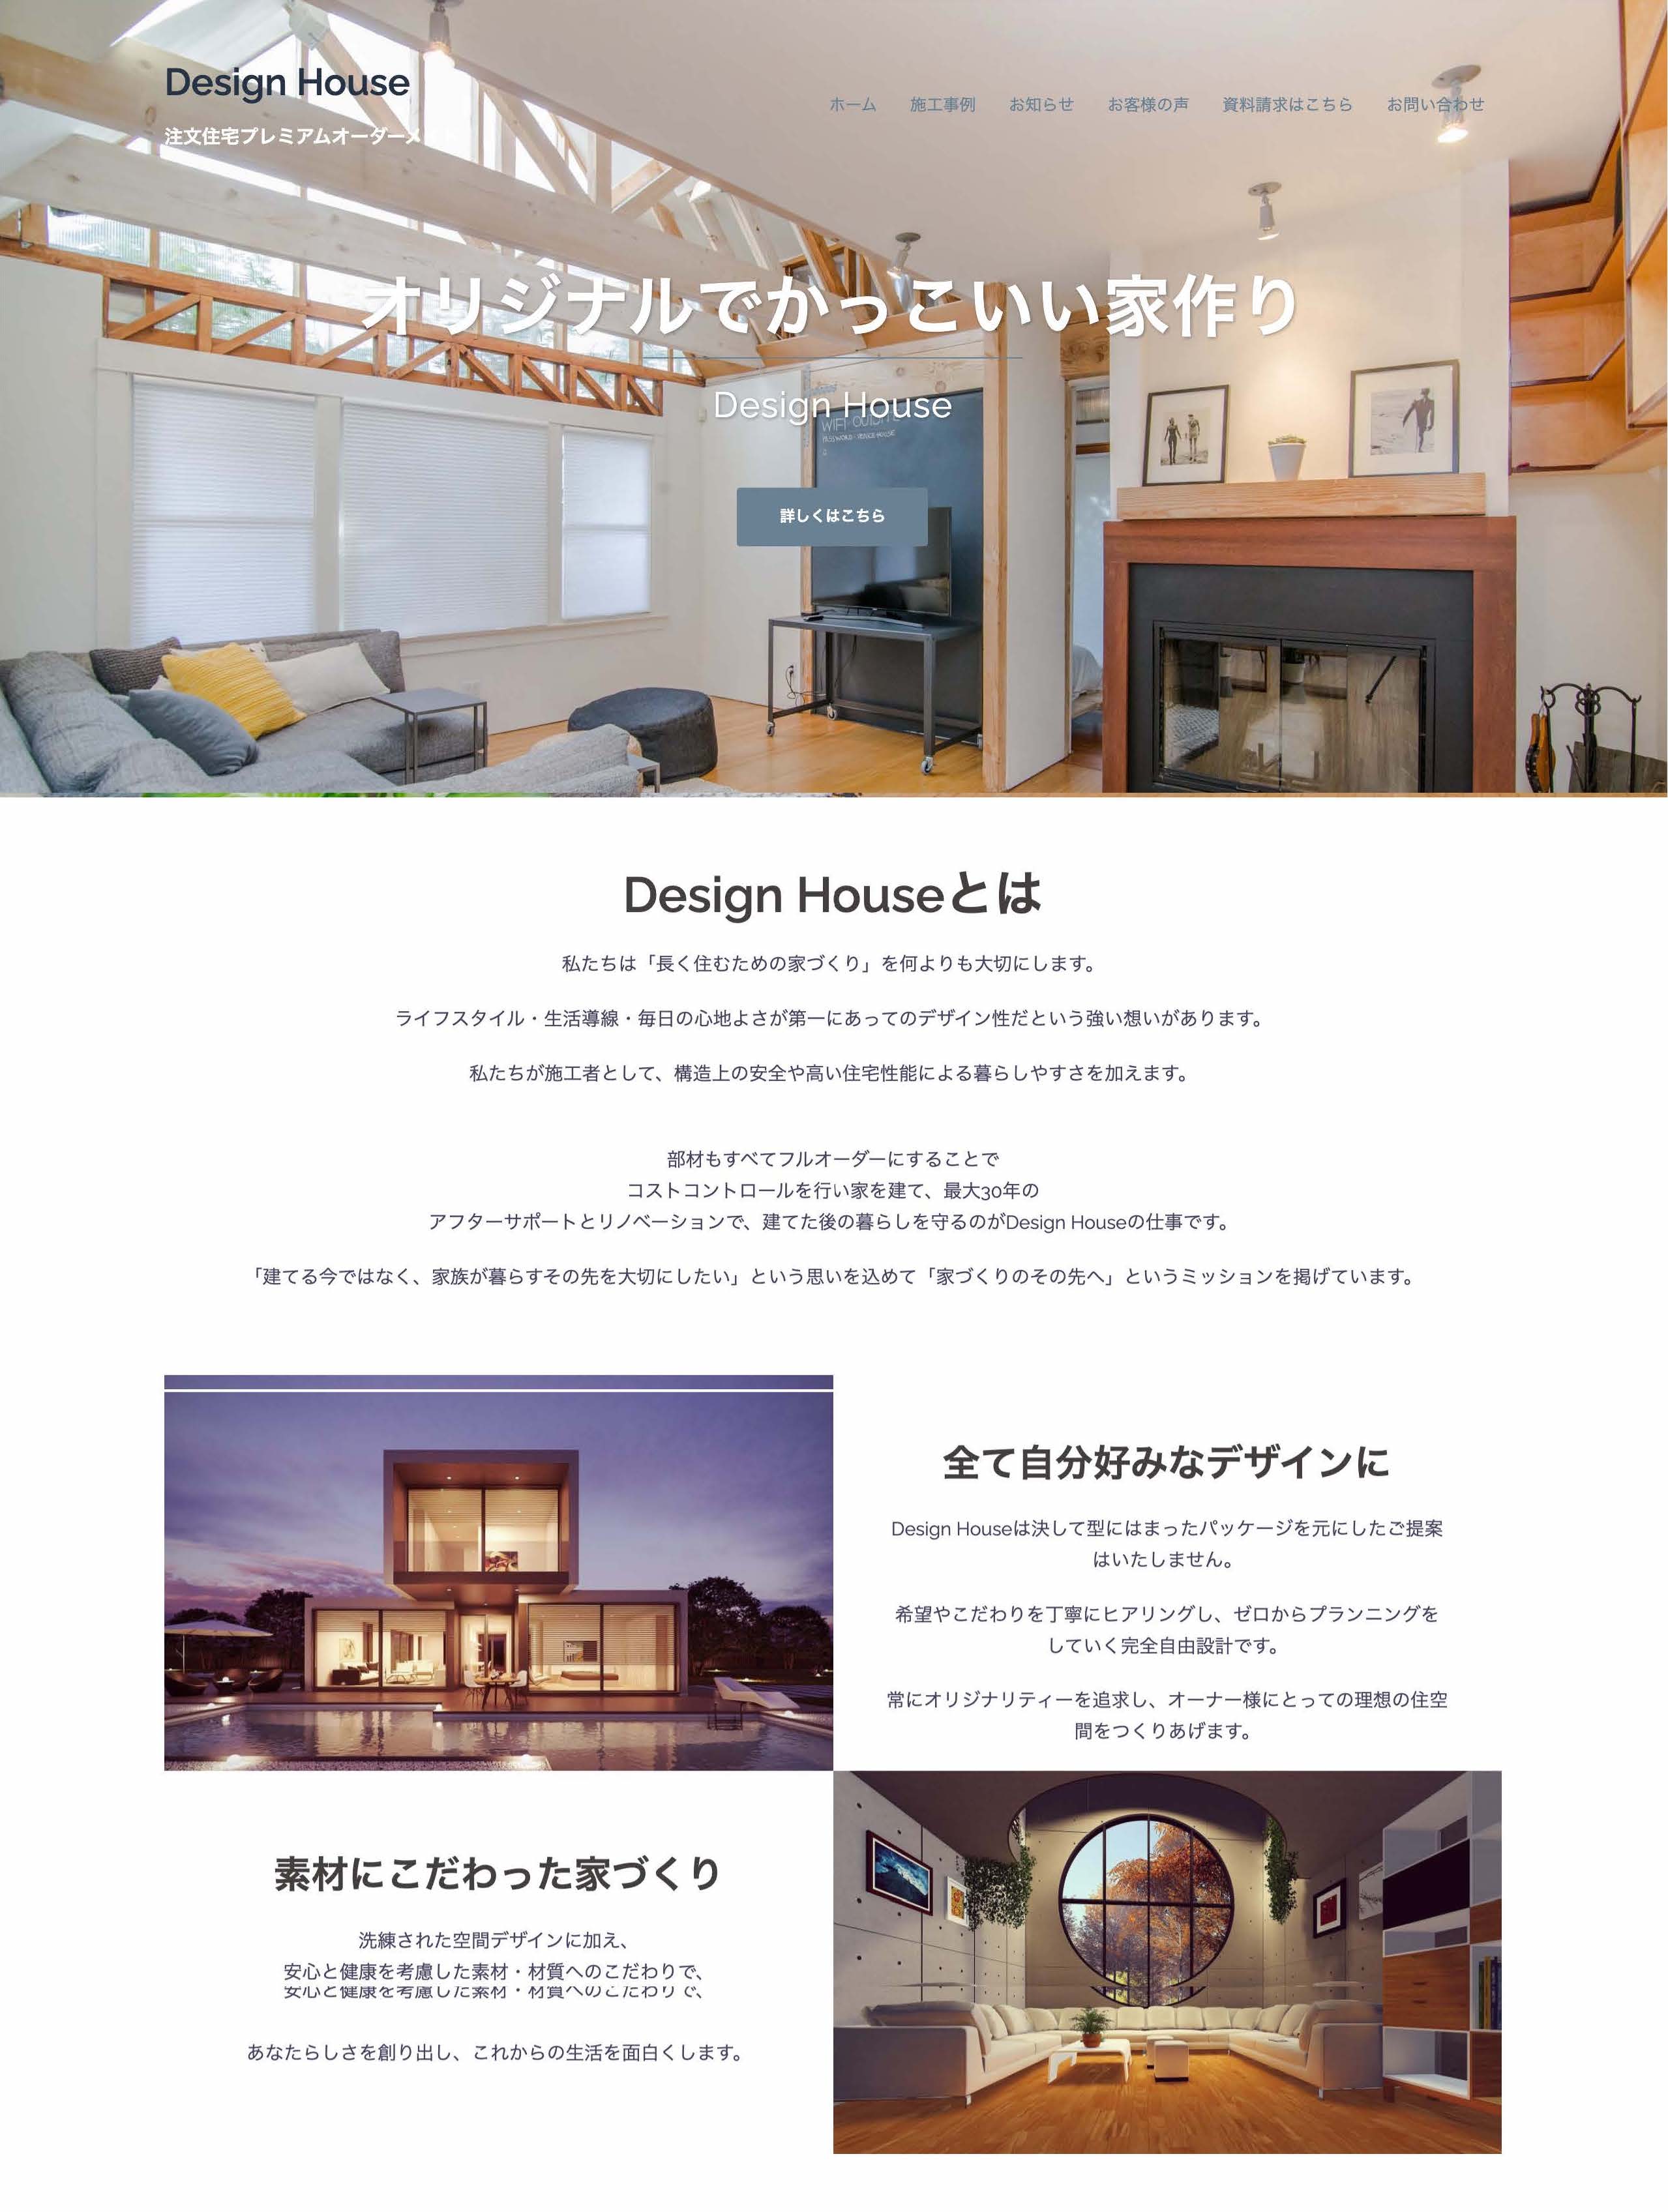 Design House
注文住宅プレミアムオーダーメイド
ホーム 施工事例 お知らせ お客様の声 資料請求はこちら お問い合わせ
オリジナルでかっこいい家作り
Design House
詳しくはこちら
Design Houseとは
私たちは「長く住むための家づくり」を何よりも大切にします。
ライフスタイル・生活導線・毎日の心地よさが第一にあってのデザイン性だという強い想いがあります。
私たちが施工者として、構造上の安全や高い住宅性能による暮らしやすさを加えます。
部材もすべてフルオーダーにすることで
コストコントロールを行い家を建て、最大30年の
アフターサポートとリノベーションで、建てた後の暮らしを守るのがDesign Houseの仕事です。
「建てる今ではなく、家族が暮らすその先を大切にしたい」という思いを込めて「家づくりのその先へ」というミッションを掲げています。
全て自分好みなデザインに
Design Houseは決して型にはまったパッケージを元にしたご提案
はいたしません。
希望やこだわりを丁寧にヒアリングし、ゼロからプランニングを
していく完全自由設計です。
常にオリジナリティーを追求し、オーナー様にとっての理想の住空
間をつくりあげます。
素材にこだわった家づくり
洗練された空間デザインに加え、
安心と健康を考慮した素材・材質へのこだわりで、
安心と健康を考慮した素材・材質へのこだわりで、
あなたらしさを創り出し、これからの生活を面白くします。